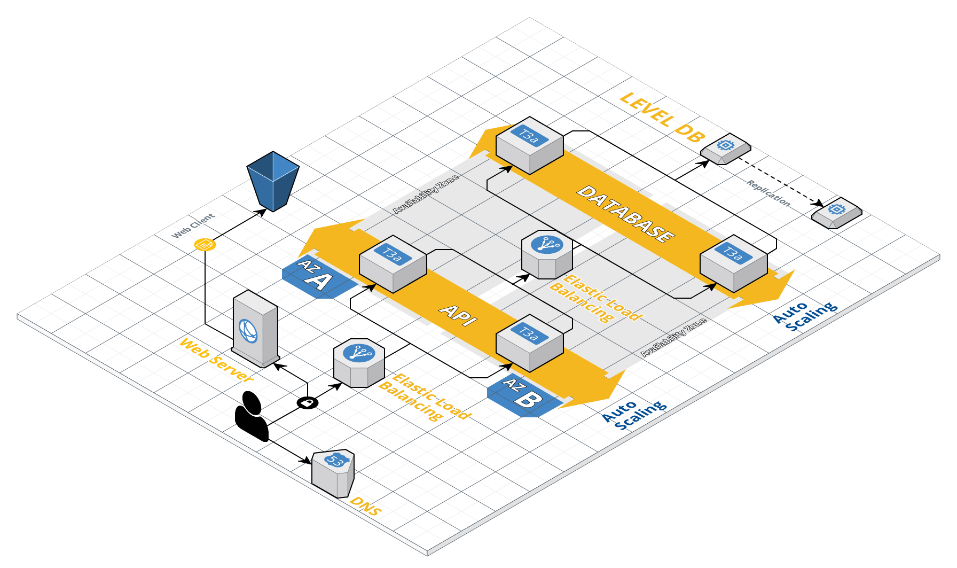 LEVEL DB
T3a
DATABASE
Replication
Availability Zone
Web Client
T3a
T3a
AZ A
Elastic Load
Balancing
API
Auto
Scaling
T3a
Availability Zone
Web Server
Elastic Load
Balancing
AZ B
Auto
Scaling
53
DNS